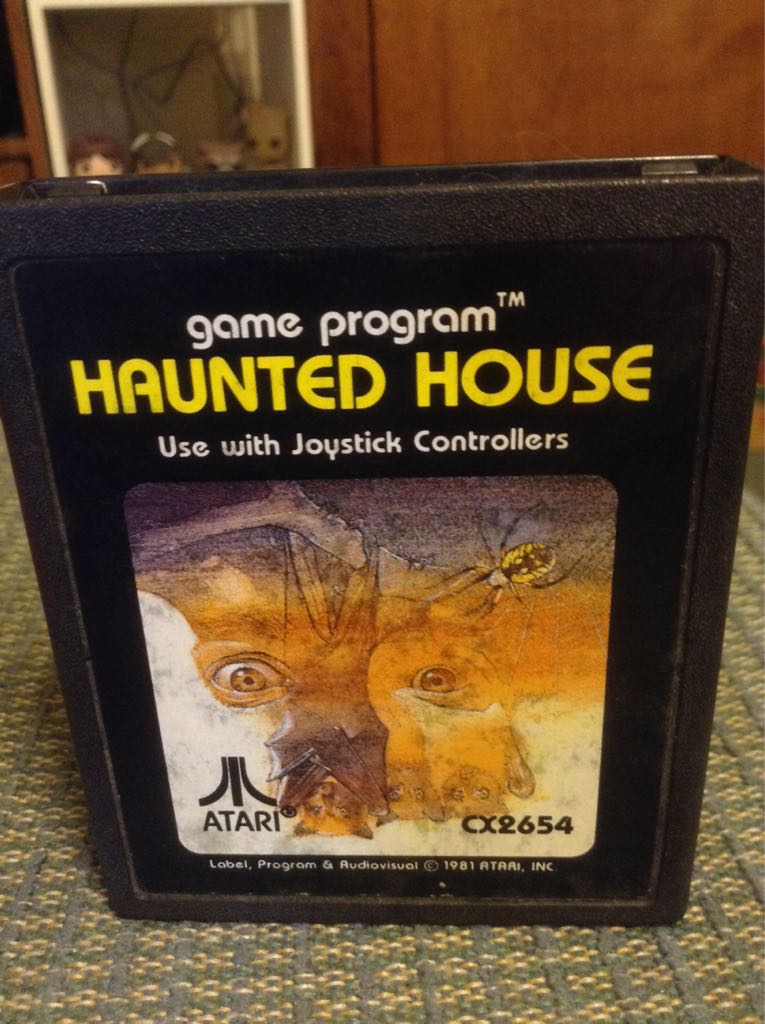 game program™
HAUNTED HOUSE
Use with Joystick Controllers
ATARI®
CX2654
Label, Program & Audiovisual © 1981 ATARI, INC.